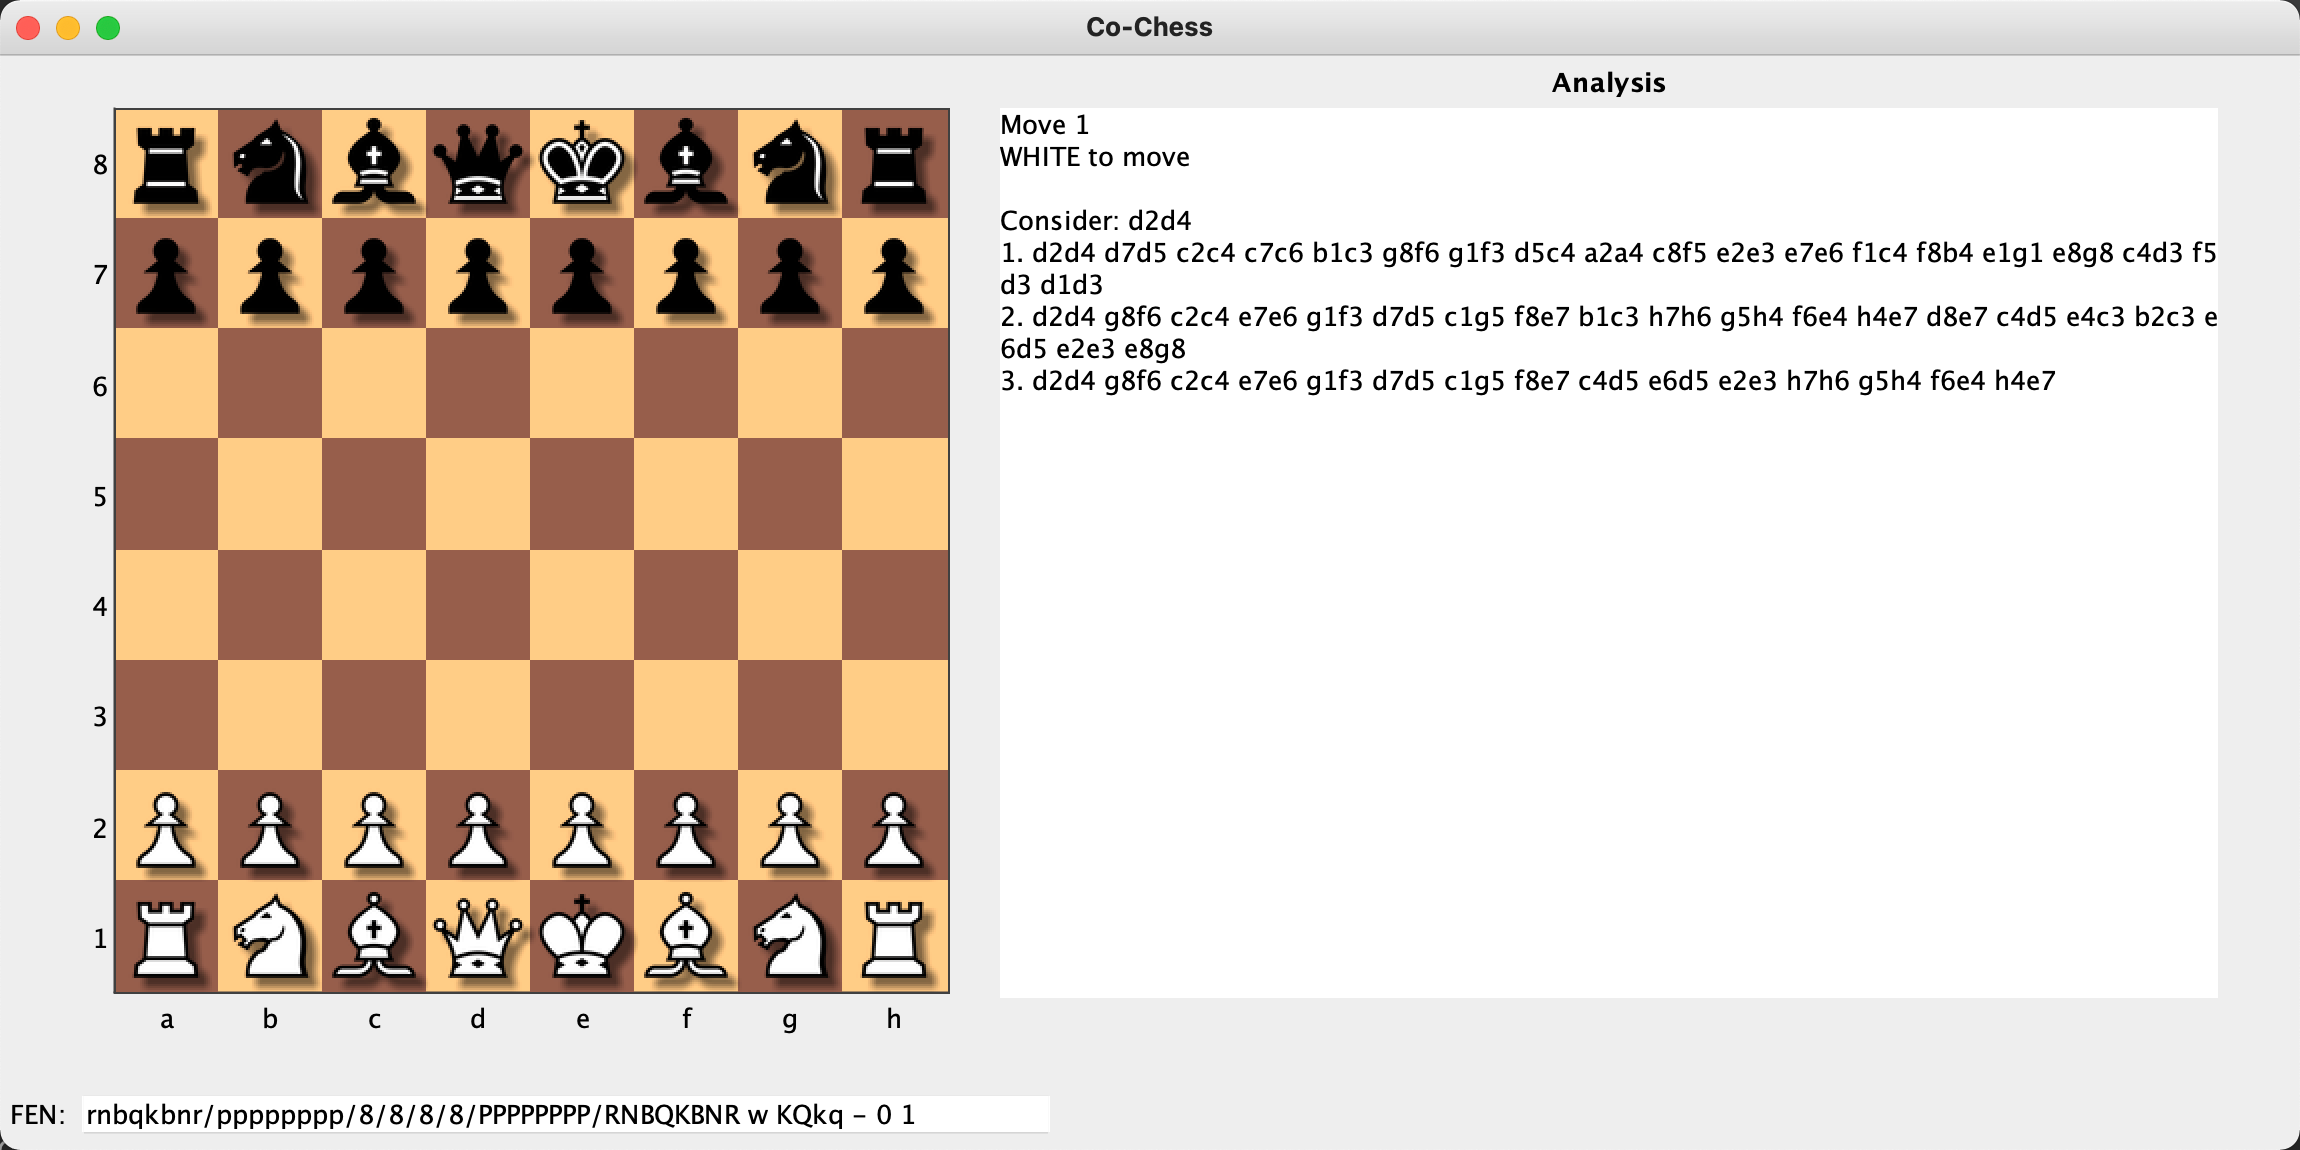 Co-Chess
Analysis
Move 1
WHITE to move
Consider: d2d4
1. d2d4 d7d5 c2c4 c7c6 b1c3 g8f6 g1f3 d5c4 a2a4 c8f5 e2e3 e7e6 f1c4 f8b4 e1g1 e8g8 c4d3 f5
d3 d1d3
2. d2d4 g8f6 c2c4 e7e6 g1f3 d7d5 c1g5 f8e7 b1c3 h7h6 g5h4 f6e4 h4e7 d8e7 c4d5 e4c3 b2c3 e
6d5 e2e3 e8g8
3. d2d4 g8f6 c2c4 e7e6 g1f3 d7d5 c1g5 f8e7 c4d5 e6d5 e2e3 h7h6 g5h4 f6e4 h4e7
8
7
6
5
4
3
2
1
a b c d e f g h
FEN: rnbqkbnr/pppppppp/8/8/8/8/PPPPPPPP/RNBQKBNR w KQkq – 0 1